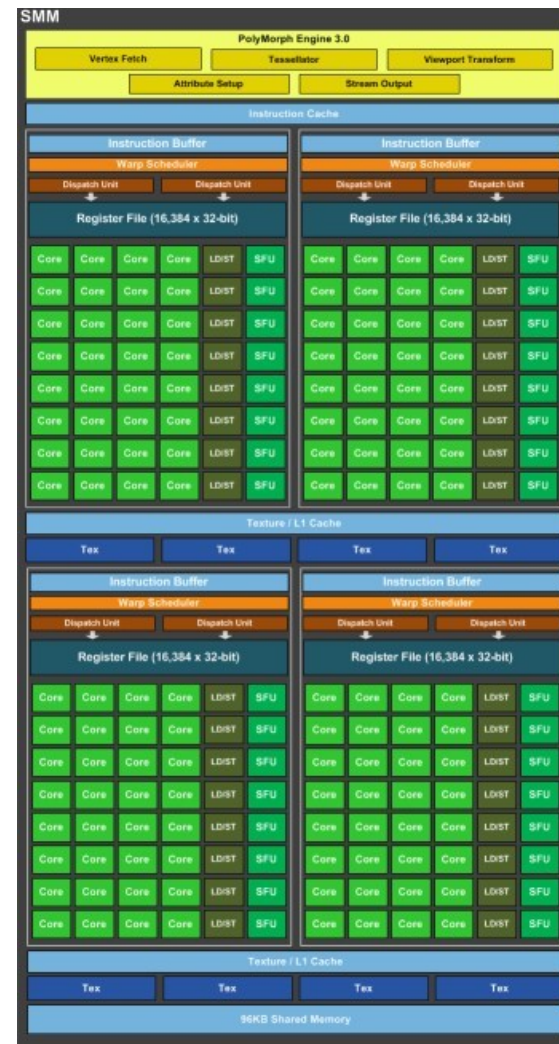 SMM
PolyMorph Engine 3.0
Vertex Fetch Tessellator Viewport Transform
Attribute Setup Stream Output
Instruction Cache
Instruction Buffer Instruction Buffer
Warp Scheduler Warp Scheduler
Dispatch Unit Dispatch Unit Dispatch Unit Dispatch Unit
Register File (16,384 x 32-bit) Register File (16,384 x 32-bit)
Core Core Core Core LD/ST SFU Core Core Core Core LD/ST SFU
Core Core Core Core LD/ST SFU Core Core Core Core LD/ST SFU
Core Core Core Core LD/ST SFU Core Core Core Core LD/ST SFU
Core Core Core Core LD/ST SFU Core Core Core Core LD/ST SFU
Core Core Core Core LD/ST SFU Core Core Core Core LD/ST SFU
Core Core Core Core LD/ST SFU Core Core Core Core LD/ST SFU
Core Core Core Core LD/ST SFU Core Core Core Core LD/ST SFU
Core Core Core Core LD/ST SFU Core Core Core Core LD/ST SFU
Texture / L1 Cache
Tex Tex Tex Tex
Instruction Buffer Instruction Buffer
Warp Scheduler Warp Scheduler
Dispatch Unit Dispatch Unit Dispatch Unit Dispatch Unit
Register File (16,384 x 32-bit) Register File (16,384 x 32-bit)
Core Core Core Core LD/ST SFU Core Core Core Core LD/ST SFU
Core Core Core Core LD/ST SFU Core Core Core Core LD/ST SFU
Core Core Core Core LD/ST SFU Core Core Core Core LD/ST SFU
Core Core Core Core LD/ST SFU Core Core Core Core LD/ST SFU
Core Core Core Core LD/ST SFU Core Core Core Core LD/ST SFU
Core Core Core Core LD/ST SFU Core Core Core Core LD/ST SFU
Core Core Core Core LD/ST SFU Core Core Core Core LD/ST SFU
Core Core Core Core LD/ST SFU Core Core Core Core LD/ST SFU
Texture / L1 Cache
Tex Tex Tex Tex
96KB Shared Memory